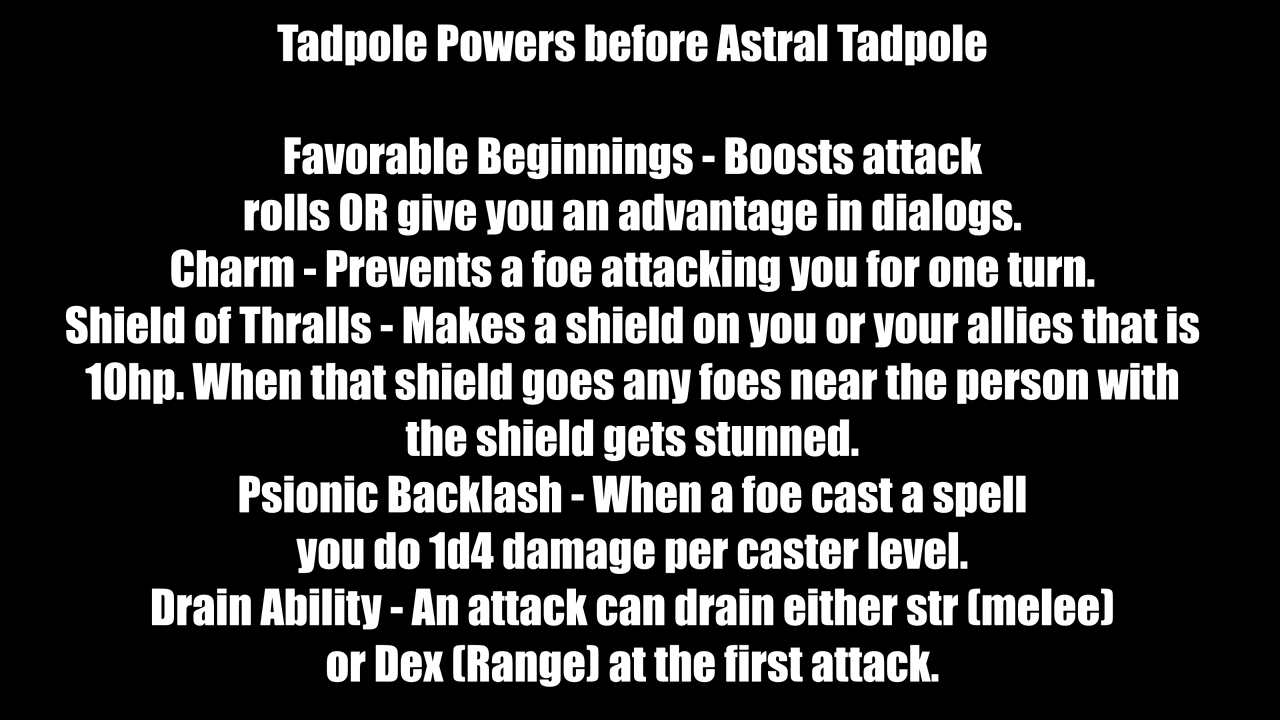 Tadpole Powers before Astral Tadpole
Favorable Beginnings - Boosts attack
rolls OR give you an advantage in dialogs.
Charm - Prevents a foe attacking you for one turn.
Shield of Thralls - Makes a shield on you or your allies that is
10hp. When that shield goes any foes near the person with
the shield gets stunned.
Psionic Backlash - When a foe cast a spell
you do 1d4 damage per caster level.
Drain Ability - An attack can drain either str (melee)
or Dex (Range) at the first attack.